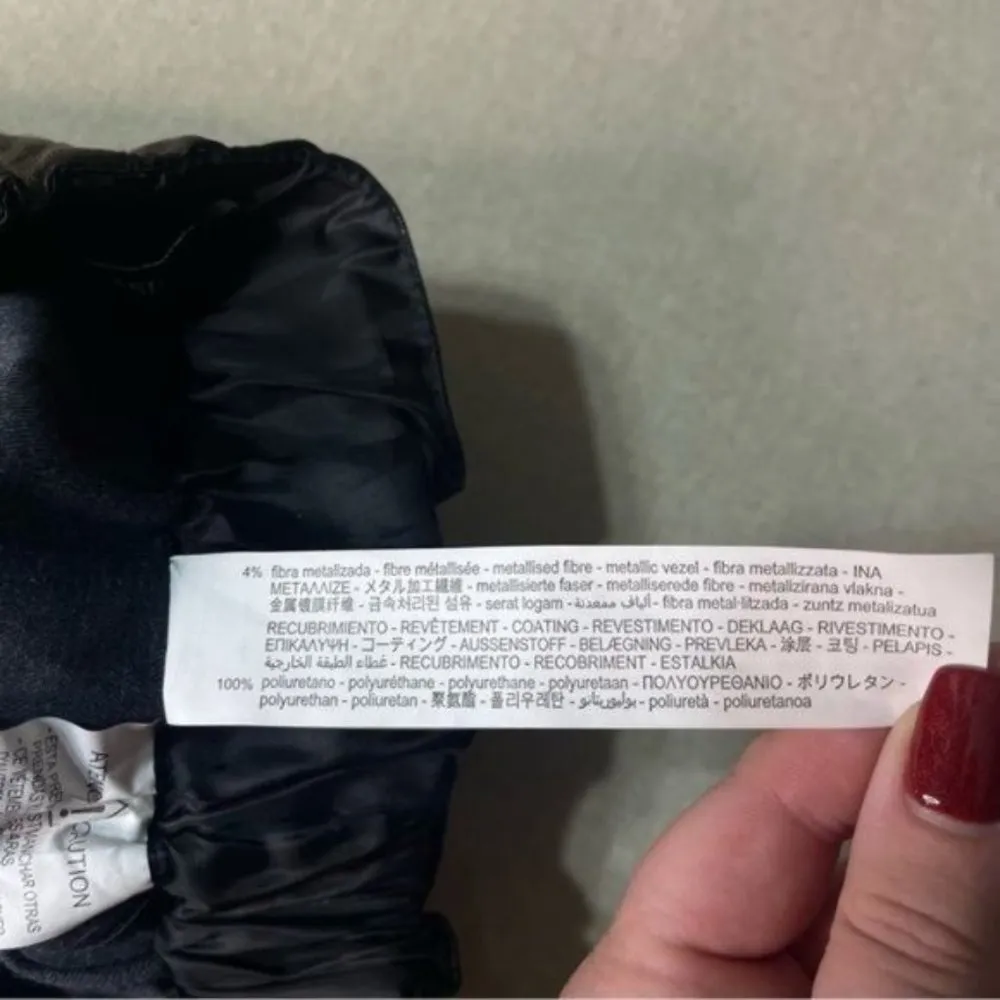 4% fibra metalizada - fibre métallisée - metallised fibre - metallic vezel - fibra metallizzata - ΙΝΑ
ΜΕΤΑΛΛΙΖΕ - メタル加工繊維 - metallisierte faser - metalliserede fibre - metalizirana vlakna -
金属镀膜纤维 - 금속처리된 섬유 - serat logam - ألياف ممعدنة - fibra metal·litzada - zuntz metalizatua
RECUBRIMIENTO - REVÊTEMENT - COATING - REVESTIMENTO - DEKLAAG - RIVESTIMENTO -
ΕΠΙΚΑΛΥΨΗ - コーティング - AUSSENSTOFF - BELÆGNING - PREVLEKA - 涂层 - 코팅 - PELAPIS -
غطاء الطبقة الخارجية - RECUBRIMENTO - RECOBRIMENT - ESTALKIA
100% poliuretano - polyuréthane - polyurethane - polyuretaan - ΠΟΛΥΟΥΡΕΘΑΝΙΟ - ポリウレタン -
polyurethan - poliuretan - 聚氨酯 - 폴리우레탄 - - poliuretà - poliuretanoa
MANCHAR OTRAS